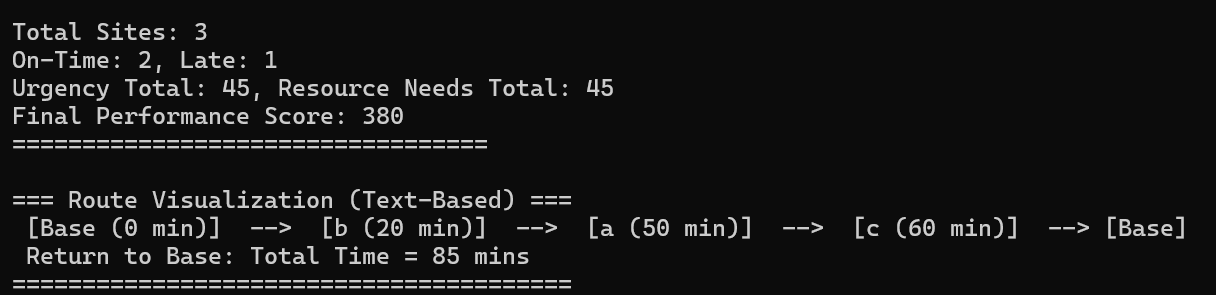 Total Sites: 3
On-Time: 2, Late: 1
Urgency Total: 45, Resource Needs Total: 45
Final Performance Score: 380
==================================

=== Route Visualization (Text-Based) ===
 [Base (0 min)]  -->  [b (20 min)]  -->  [a (50 min)]  -->  [c (60 min)]  --> [Base]
 Return to Base: Total Time = 85 mins
========================================